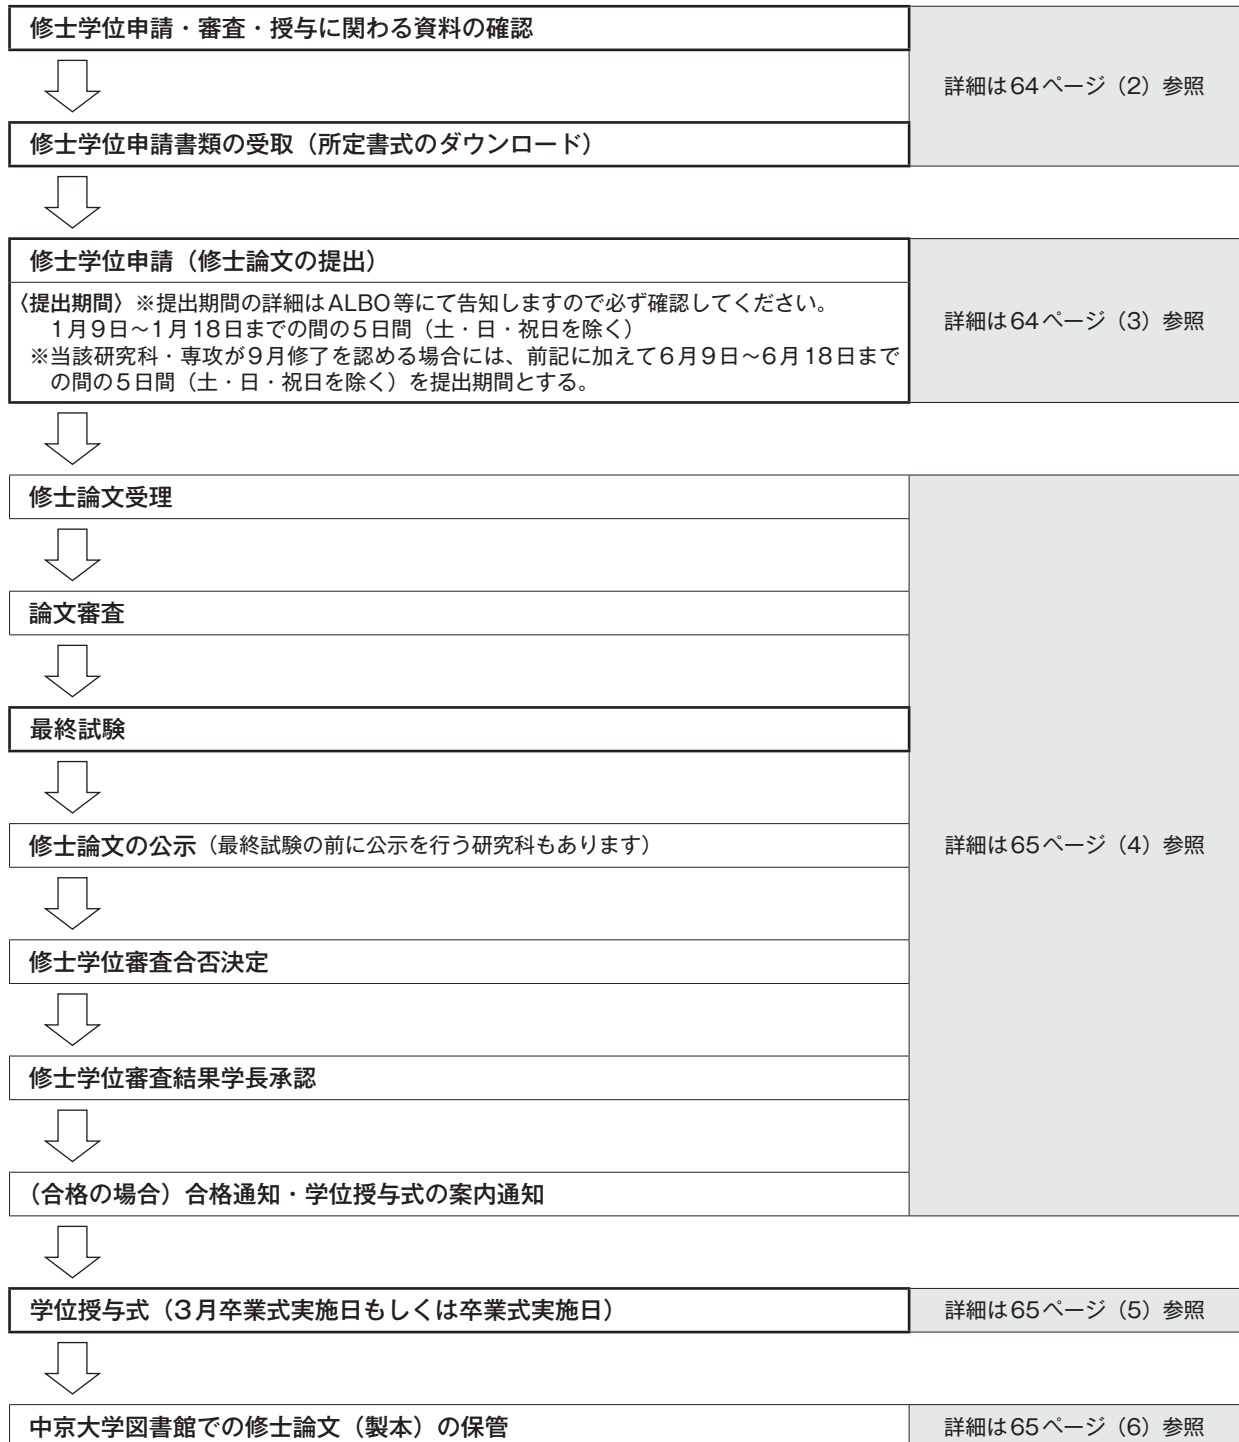 修士学位申請・審査・授与に関わる資料の確認
詳細は64ページ（2）参照
修士学位申請書類の受取（所定書式のダウンロード）
修士学位申請（修士論文の提出）
〈提出期間〉※提出期間の詳細はALBO等にて告知しますので必ず確認してください。
1月9日～1月18日までの間の5日間（土・日・祝日を除く）
※当該研究科・専攻が9月修了を認める場合には、前記に加えて6月9日～6月18日まで
の間の5日間（土・日・祝日を除く）を提出期間とする。
詳細は64ページ（3）参照
修士論文受理
論文審査
最終試験
修士論文の公示（最終試験の前に公示を行う研究科もあります）
詳細は65ページ（4）参照
修士学位審査合否決定
修士学位審査結果学長承認
（合格の場合）合格通知・学位授与式の案内通知
学位授与式（3月卒業式実施日もしくは卒業式実施日）
詳細は65ページ（5）参照
中京大学図書館での修士論文（製本）の保管
詳細は65ページ（6）参照